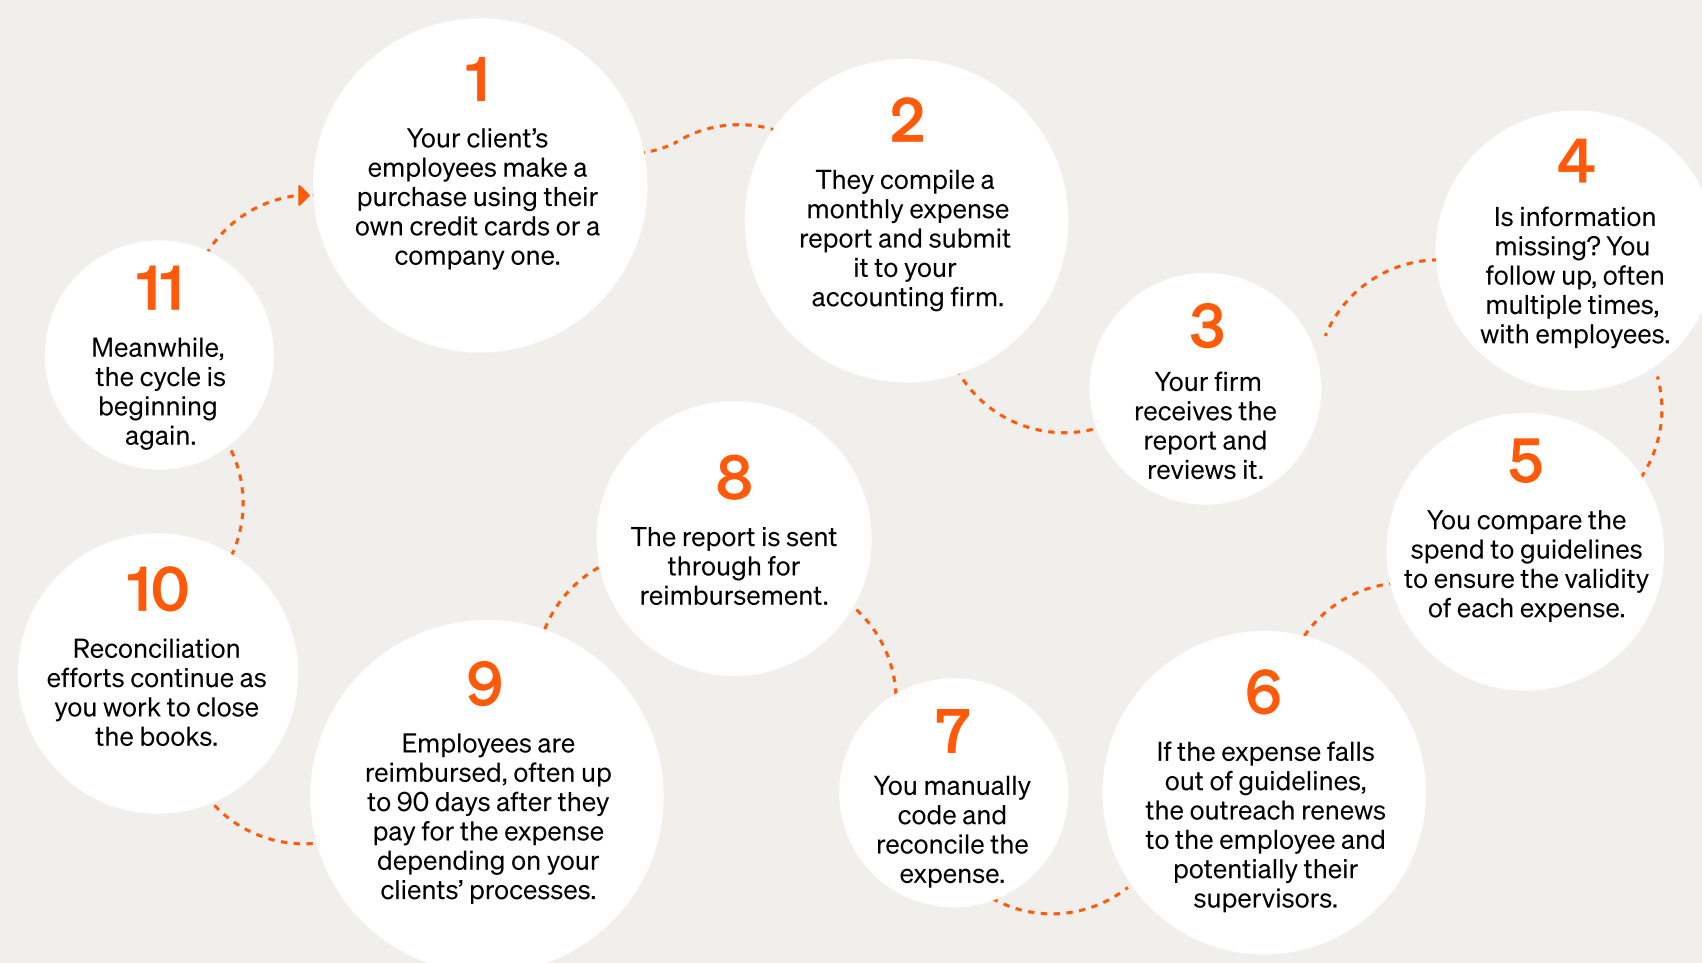 1
Your client’s
employees make a
purchase using their
own credit cards or a
company one.
2
They compile a
monthly expense
report and submit
it to your
accounting firm.
3
Your firm
receives the
report and
reviews it.
4
Is information
missing? You
follow up, often
multiple times,
with employees.
5
You compare the
spend to guidelines
to ensure the validity
of each expense.
6
If the expense falls
out of guidelines,
the outreach renews
to the employee and
potentially their
supervisors.
7
You manually
code and
reconcile the
expense.
8
The report is sent
through for
reimbursement.
9
Employees are
reimbursed, often up
to 90 days after they
pay for the expense
depending on your
clients’ processes.
10
Reconciliation
efforts continue as
you work to close
the books.
11
Meanwhile,
the cycle is
beginning
again.